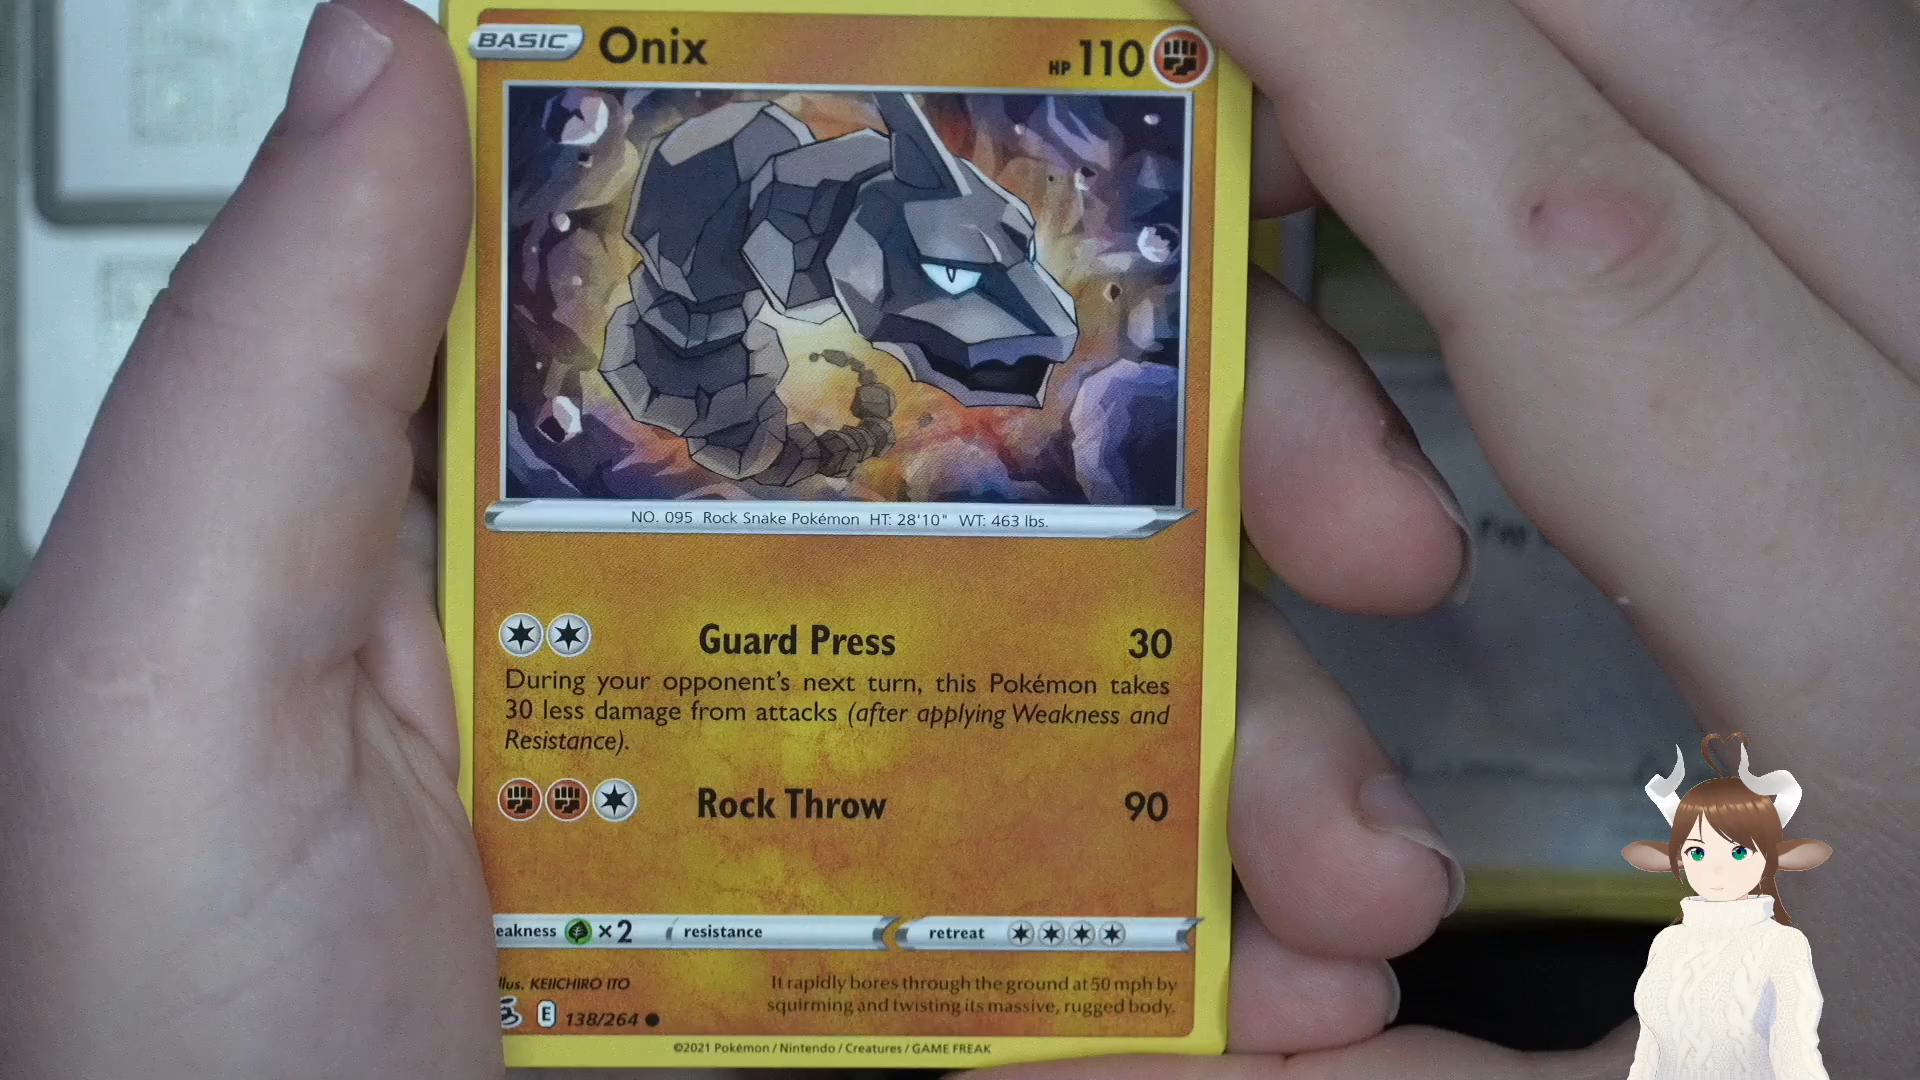 BASIC Onix HP 110
NO. 095 Rock Snake Pokémon HT: 28'10" WT: 463 lbs.
Guard Press 30
During your opponent's next turn, this Pokémon takes
30 less damage from attacks (after applying Weakness and
Resistance).
Rock Throw 90
eakness ×2 resistance retreat
llus. KEIICHIRO ITO
It rapidly bores through the ground at 50 mph by
squirming and twisting its massive, rugged body.
E 138/264
©2021 Pokémon / Nintendo / Creatures / GAME FREAK